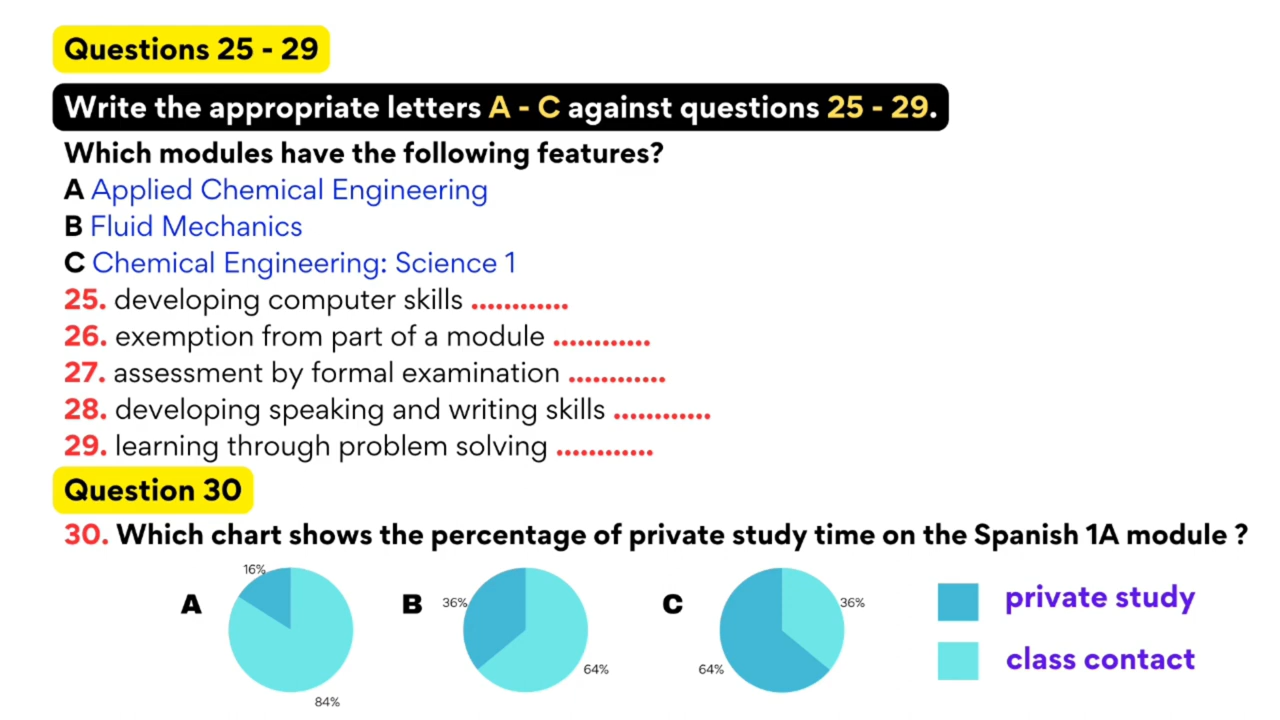 Questions 25 - 29
Write the appropriate letters A - C against questions 25 - 29.
Which modules have the following features?
A Applied Chemical Engineering
B Fluid Mechanics
C Chemical Engineering: Science 1
25. developing computer skills ............
26. exemption from part of a module ............
27. assessment by formal examination ............
28. developing speaking and writing skills ............
29. learning through problem solving ............
Question 30
30. Which chart shows the percentage of private study time on the Spanish 1A module ?
A
16%
84%
B
36%
64%
C
36%
64%
private study
class contact